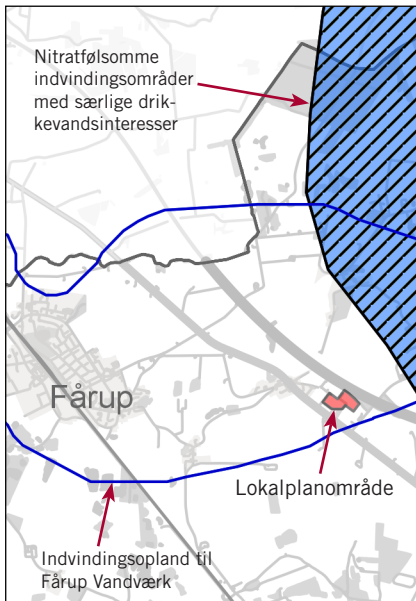 Nitratfølsomme
indvindingsområder
med særlige drik-
kevandsinteresser
Fårup
Lokalplanområde
Indvindingsopland til
Fårup Vandværk